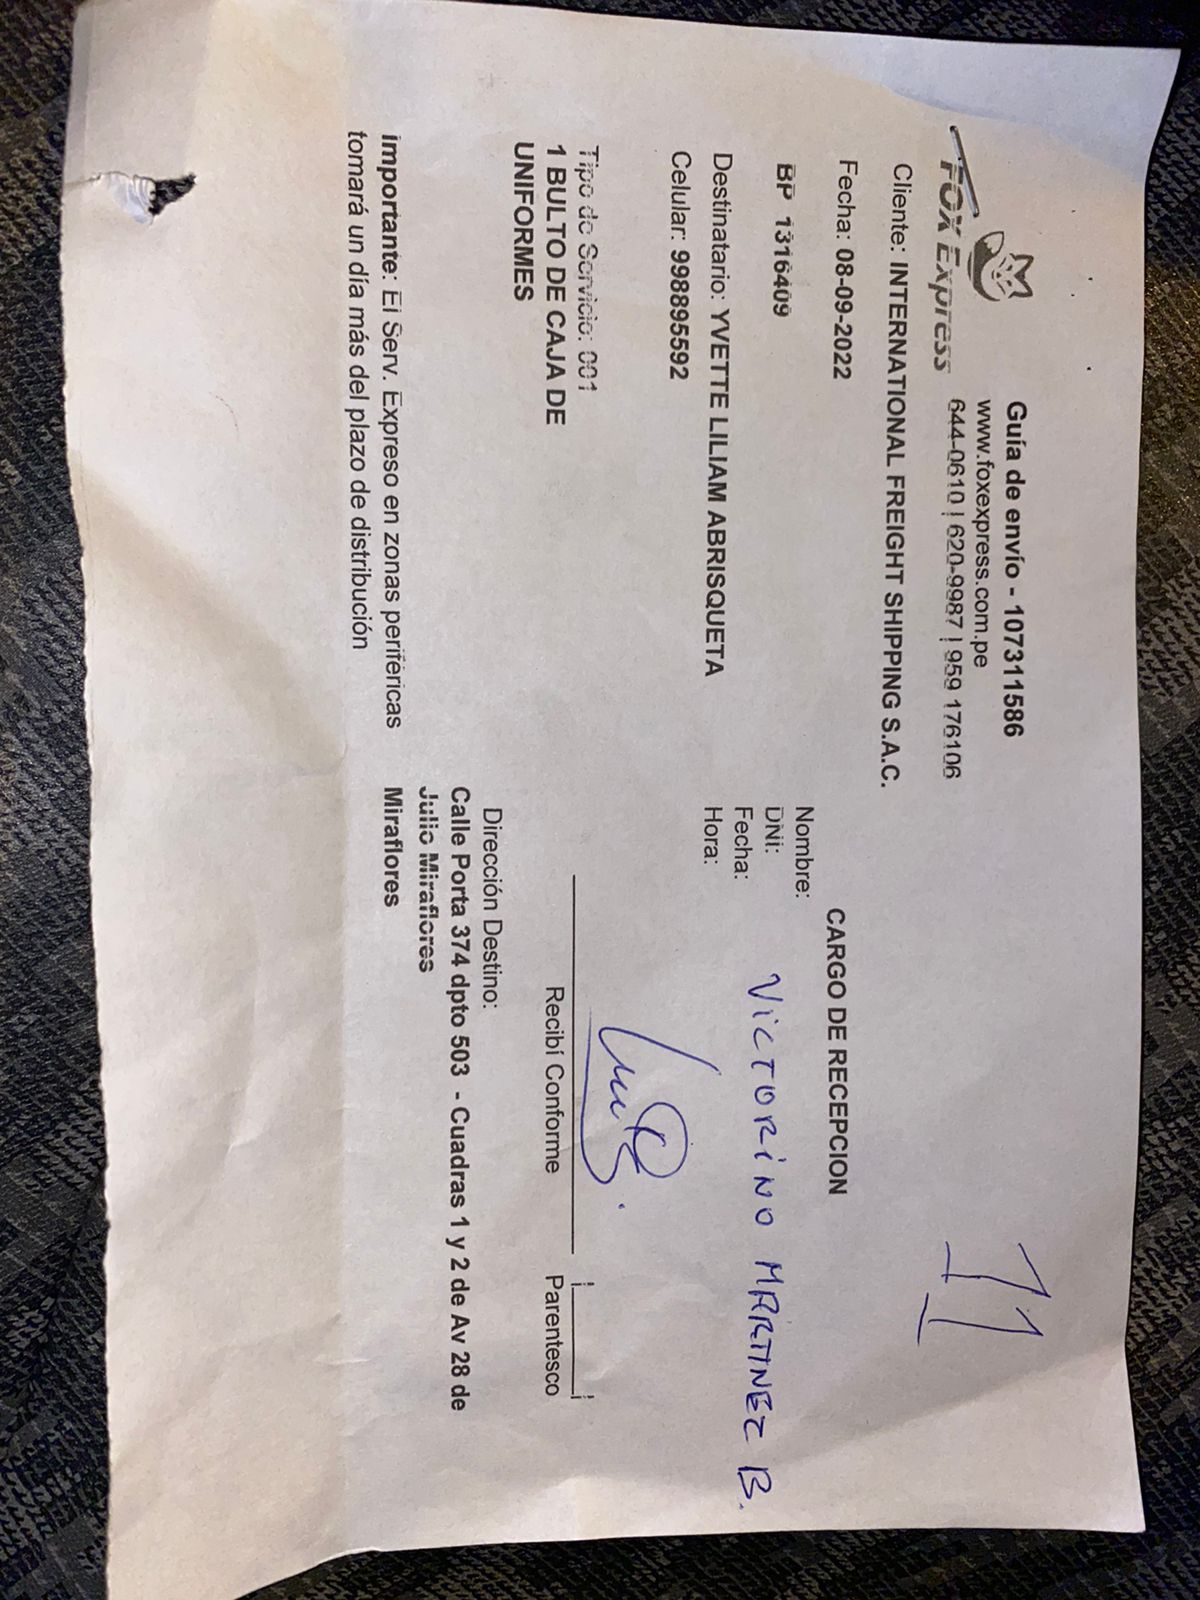 FOX Express
Guía de envío - 107311586
www.foxexpress.com.pe
644-0610 | 620-9987 | 959 176106
Cliente: INTERNATIONAL FREIGHT SHIPPING S.A.C.
Fecha: 08-09-2022
BP 1316409
Destinatario: YVETTE LILIAM ABRISQUETA
Celular: 998895592
Tipo de Servicio: 001
1 BULTO DE CAJA DE
UNIFORMES
Importante: El Serv. Expreso en zonas periféricas
tomará un día más del plazo de distribución
11
CARGO DE RECEPCION
Nombre:
DNI:
VICTORINO MARTINEZ B.
Fecha:
Hora:
Recibí Conforme
Parentesco
Dirección Destino:
Calle Porta 374 dpto 503 - Cuadras 1 y 2 de Av 28 de
Julio Miraflores
Miraflores